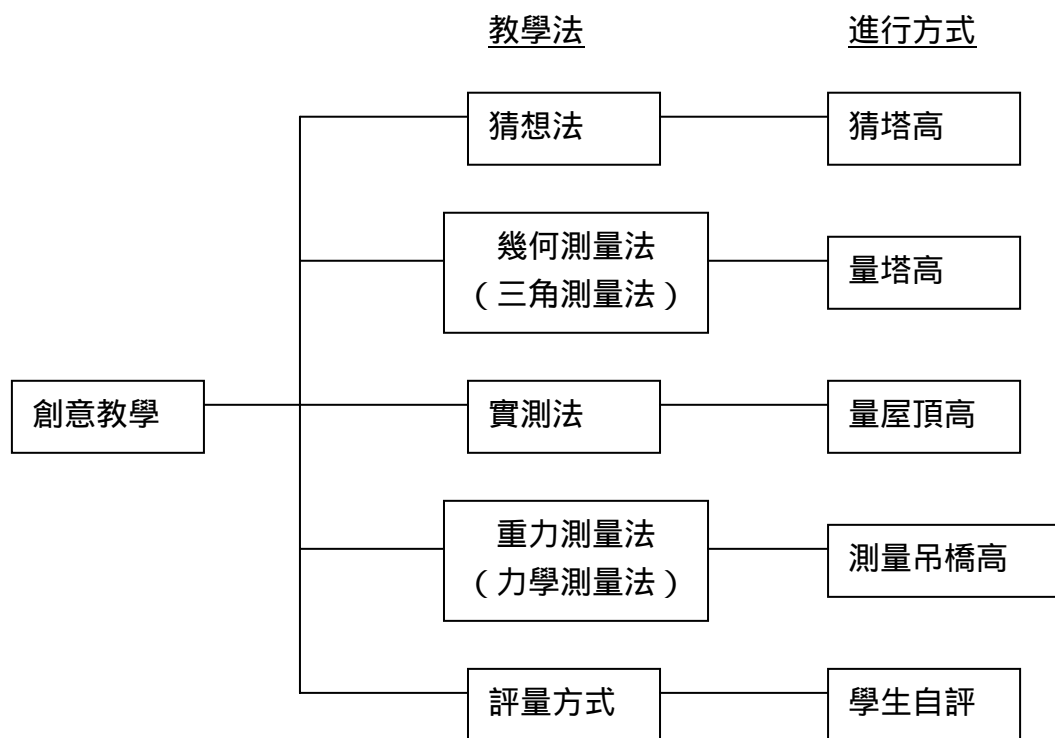 教學法 進行方式
猜想法 猜塔高
幾何測量法
(三角測量法) 量塔高
創意教學 實測法 量屋頂高
重力測量法
(力學測量法) 測量吊橋高
評量方式 學生自評